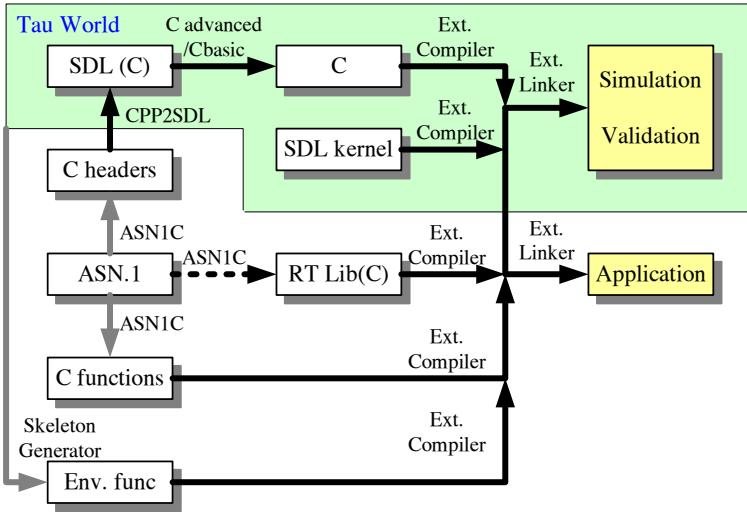 Tau World
C advanced
/Cbasic
Ext.
Compiler
SDL (C)
C
Ext.
Linker
Simulation
Validation
CPP2SDL
Ext.
Compiler
SDL kernel
C headers
ASN1C
ASN1C
Ext.
Compiler
Ext.
Linker
ASN.1
RT Lib(C)
Application
ASN1C
Ext.
Compiler
C functions
Skeleton
Generator
Ext.
Compiler
Env. func